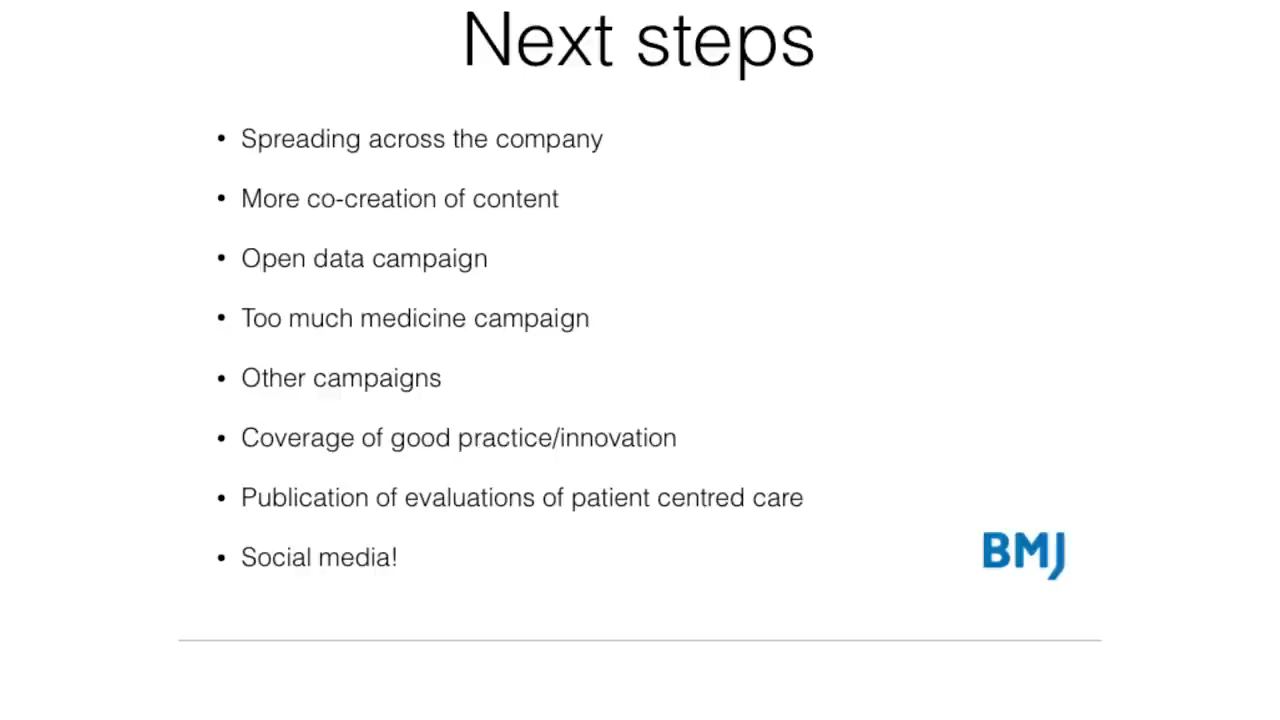 Next steps
• Spreading across the company
• More co-creation of content
• Open data campaign
• Too much medicine campaign
• Other campaigns
• Coverage of good practice/innovation
• Publication of evaluations of patient centred care
• Social media!
BMJ